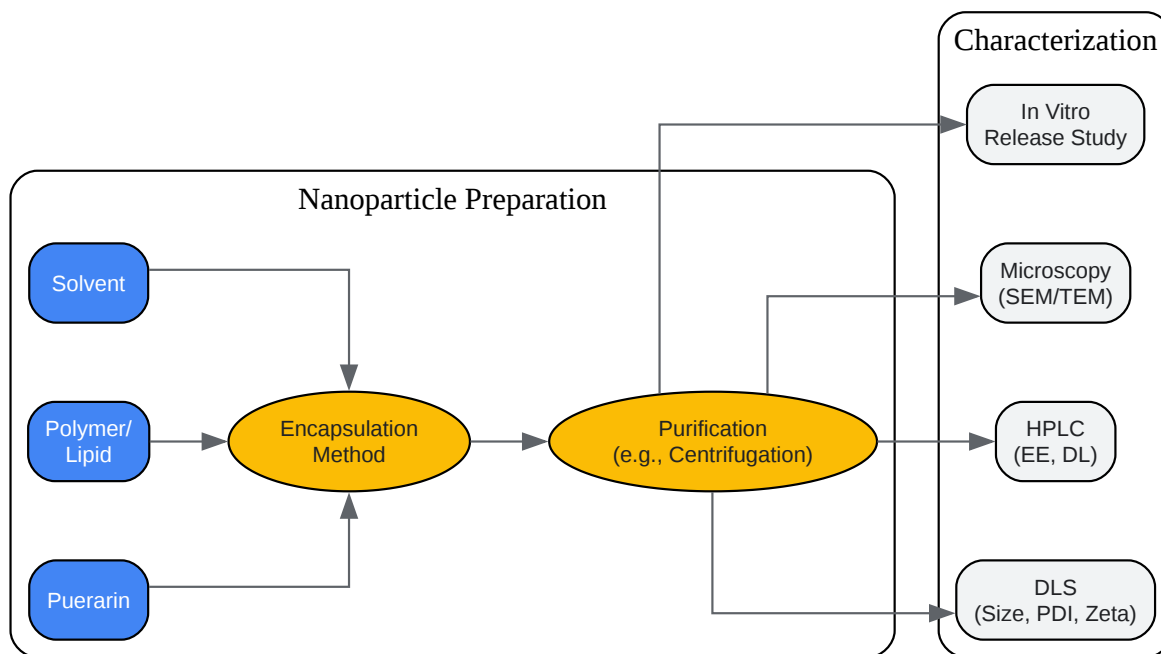 Nanoparticle Preparation
Solvent
Polymer/
Lipid
Puerarin
Encapsulation
Method
Purification
(e.g., Centrifugation)
Characterization
In Vitro
Release Study
Microscopy
(SEM/TEM)
HPLC
(EE, DL)
DLS
(Size, PDI, Zeta)